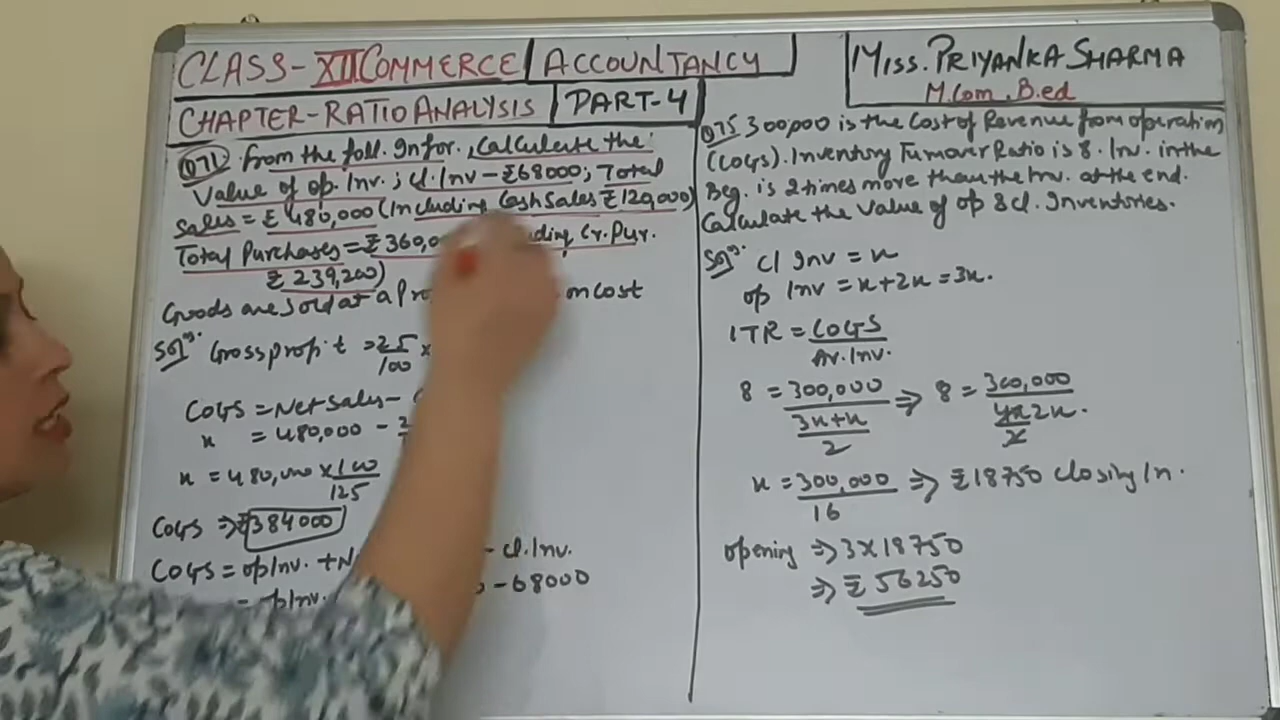 CLASS-XII COMMERCE | ACCOUNTANCY
CHAPTER-RATIO ANALYSIS | PART-4
MISS. PRIYANKA SHARMA
M.Com, B.ed
Q71 From the foll. Infor., Calculate the
Value of op. Inv.; Cl. Inv - ₹68000; Total
Sales = ₹ 480,000 (Including Cash Sales ₹120,000)
Total Purchases = ₹360,0 Cr. Pur.
₹ 239,200)
Goods are sold at a on cost
Solⁿ. Gross profit = 25/100 ×
COGS = Net Sales -
x = 480,000 -
x = 480,000 × 100/125
COGS ⇒ ₹384000
COGS = op Inv. + - Cl. Inv.
= op Inv. - 68000
Q75 300,000 is the Cost of Revenue from operation
(COGS). Inventory Turnover Ratio is 8. Inv. in the
Beg. is 2 times more than the Inv. at the end.
Calculate the value of op & cl. Inventories.
Solⁿ. Cl Inv = x
op Inv = x + 2x = 3x.
ITR = COGS/Av. Inv.
8 = 300,000/(3x+x/2) ⇒ 8 = 300,000/(4x/2) 2x.
x = 300,000/16 ⇒ ₹18750 Closing In.
opening ⇒ 3 X 18750
⇒ ₹ 56250